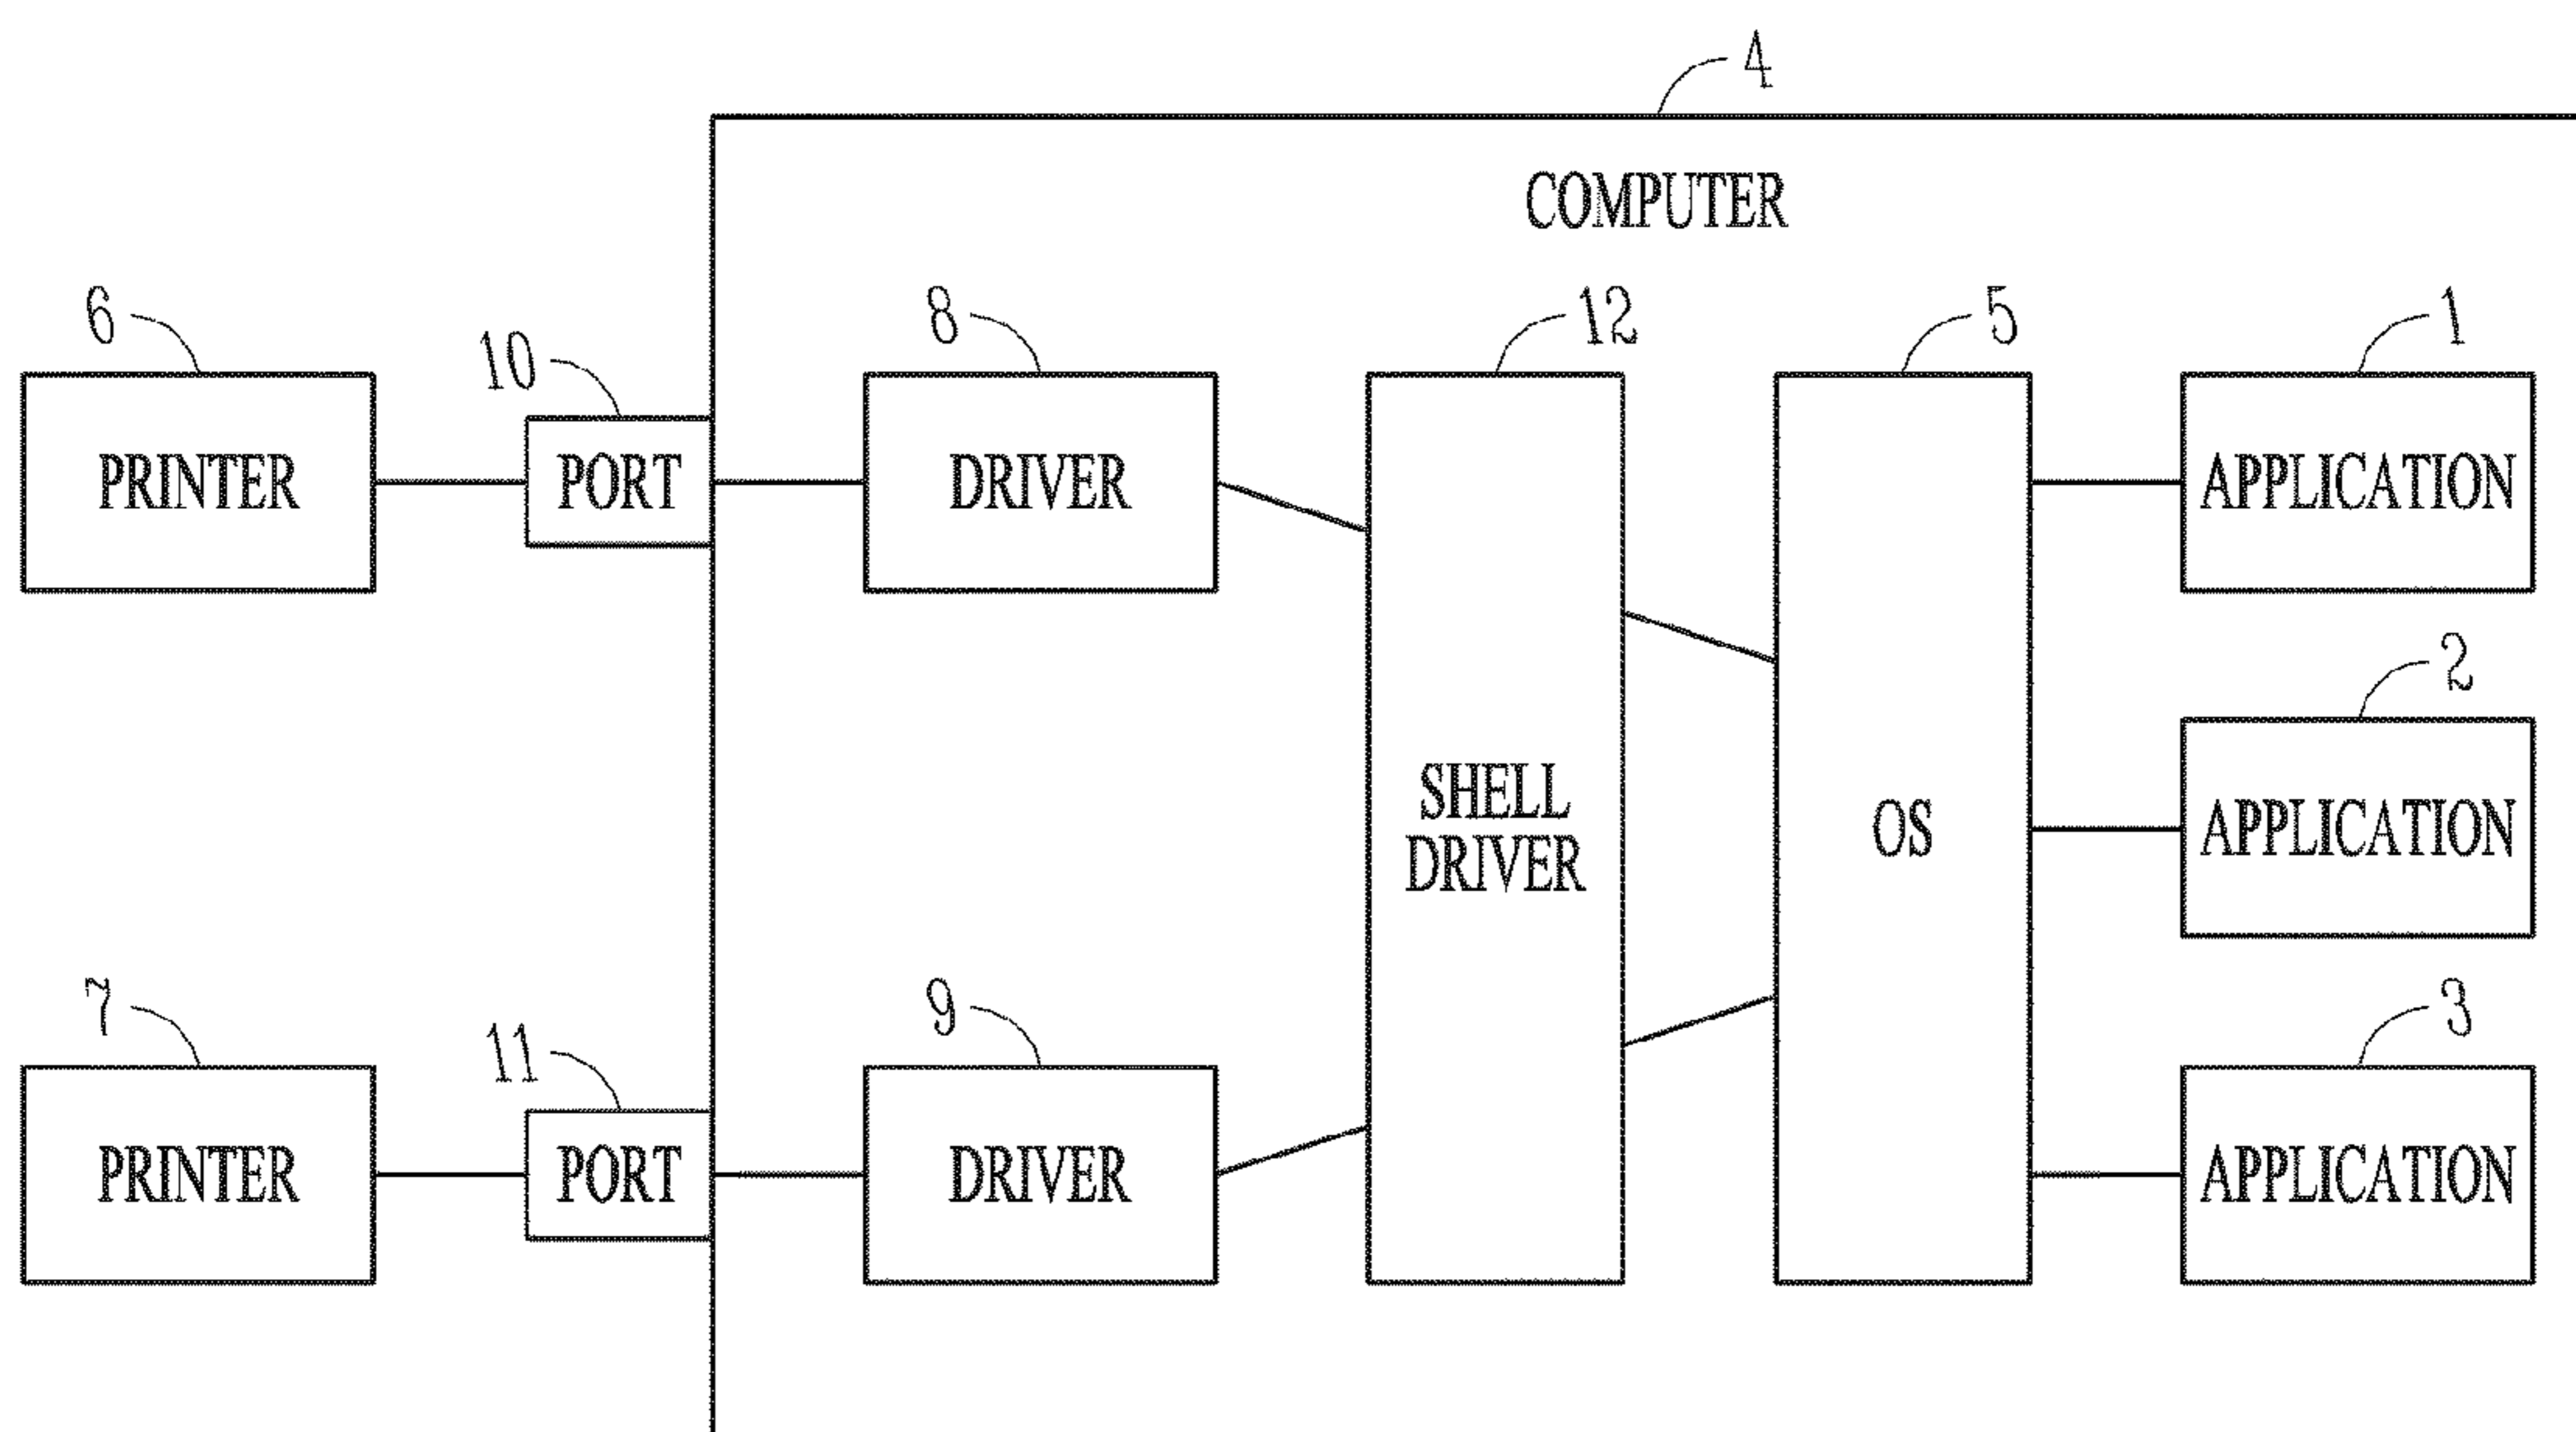 4
COMPUTER
6
10
8
12
5
1
PRINTER
PORT
DRIVER
APPLICATION
2
SHELL
DRIVER
OS
APPLICATION
7
11
9
3
PRINTER
PORT
DRIVER
APPLICATION